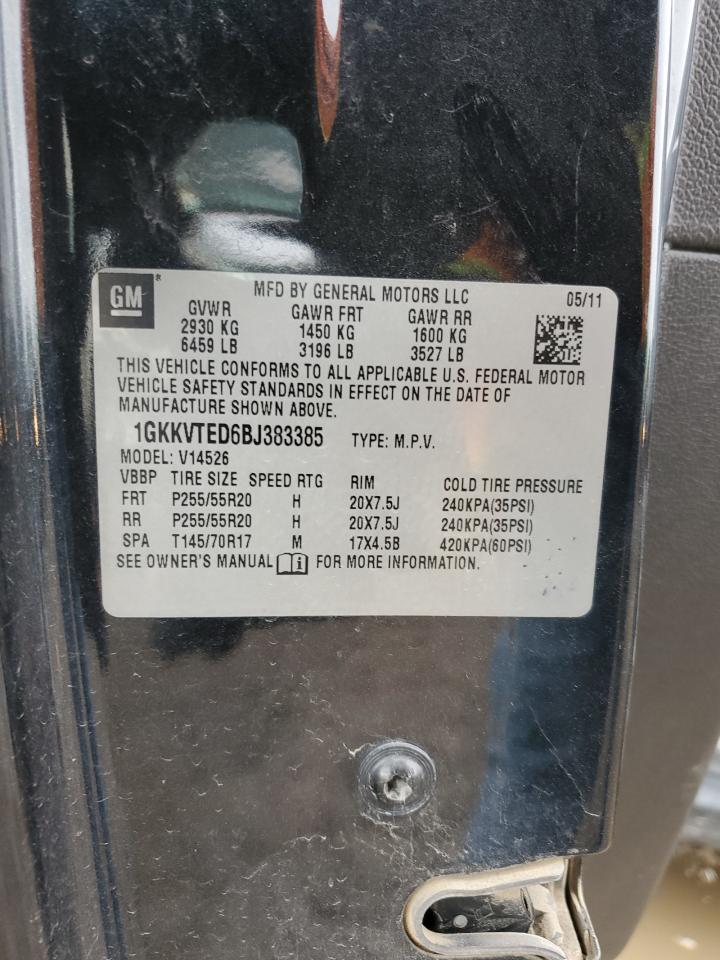 GM ® MFD BY GENERAL MOTORS LLC 05/11
GVWR GAWR FRT GAWR RR
2930 KG 1450 KG 1600 KG
6459 LB 3196 LB 3527 LB
THIS VEHICLE CONFORMS TO ALL APPLICABLE U.S. FEDERAL MOTOR
VEHICLE SAFETY STANDARDS IN EFFECT ON THE DATE OF
MANUFACTURE SHOWN ABOVE.
1GKKVTED6BJ383385 TYPE: M.P.V.
MODEL: V14526
VBBP TIRE SIZE SPEED RTG RIM COLD TIRE PRESSURE
FRT P255/55R20 H 20X7.5J 240KPA(35PSI)
RR P255/55R20 H 20X7.5J 240KPA(35PSI)
SPA T145/70R17 M 17X4.5B 420KPA(60PSI)
SEE OWNER'S MANUAL i FOR MORE INFORMATION.